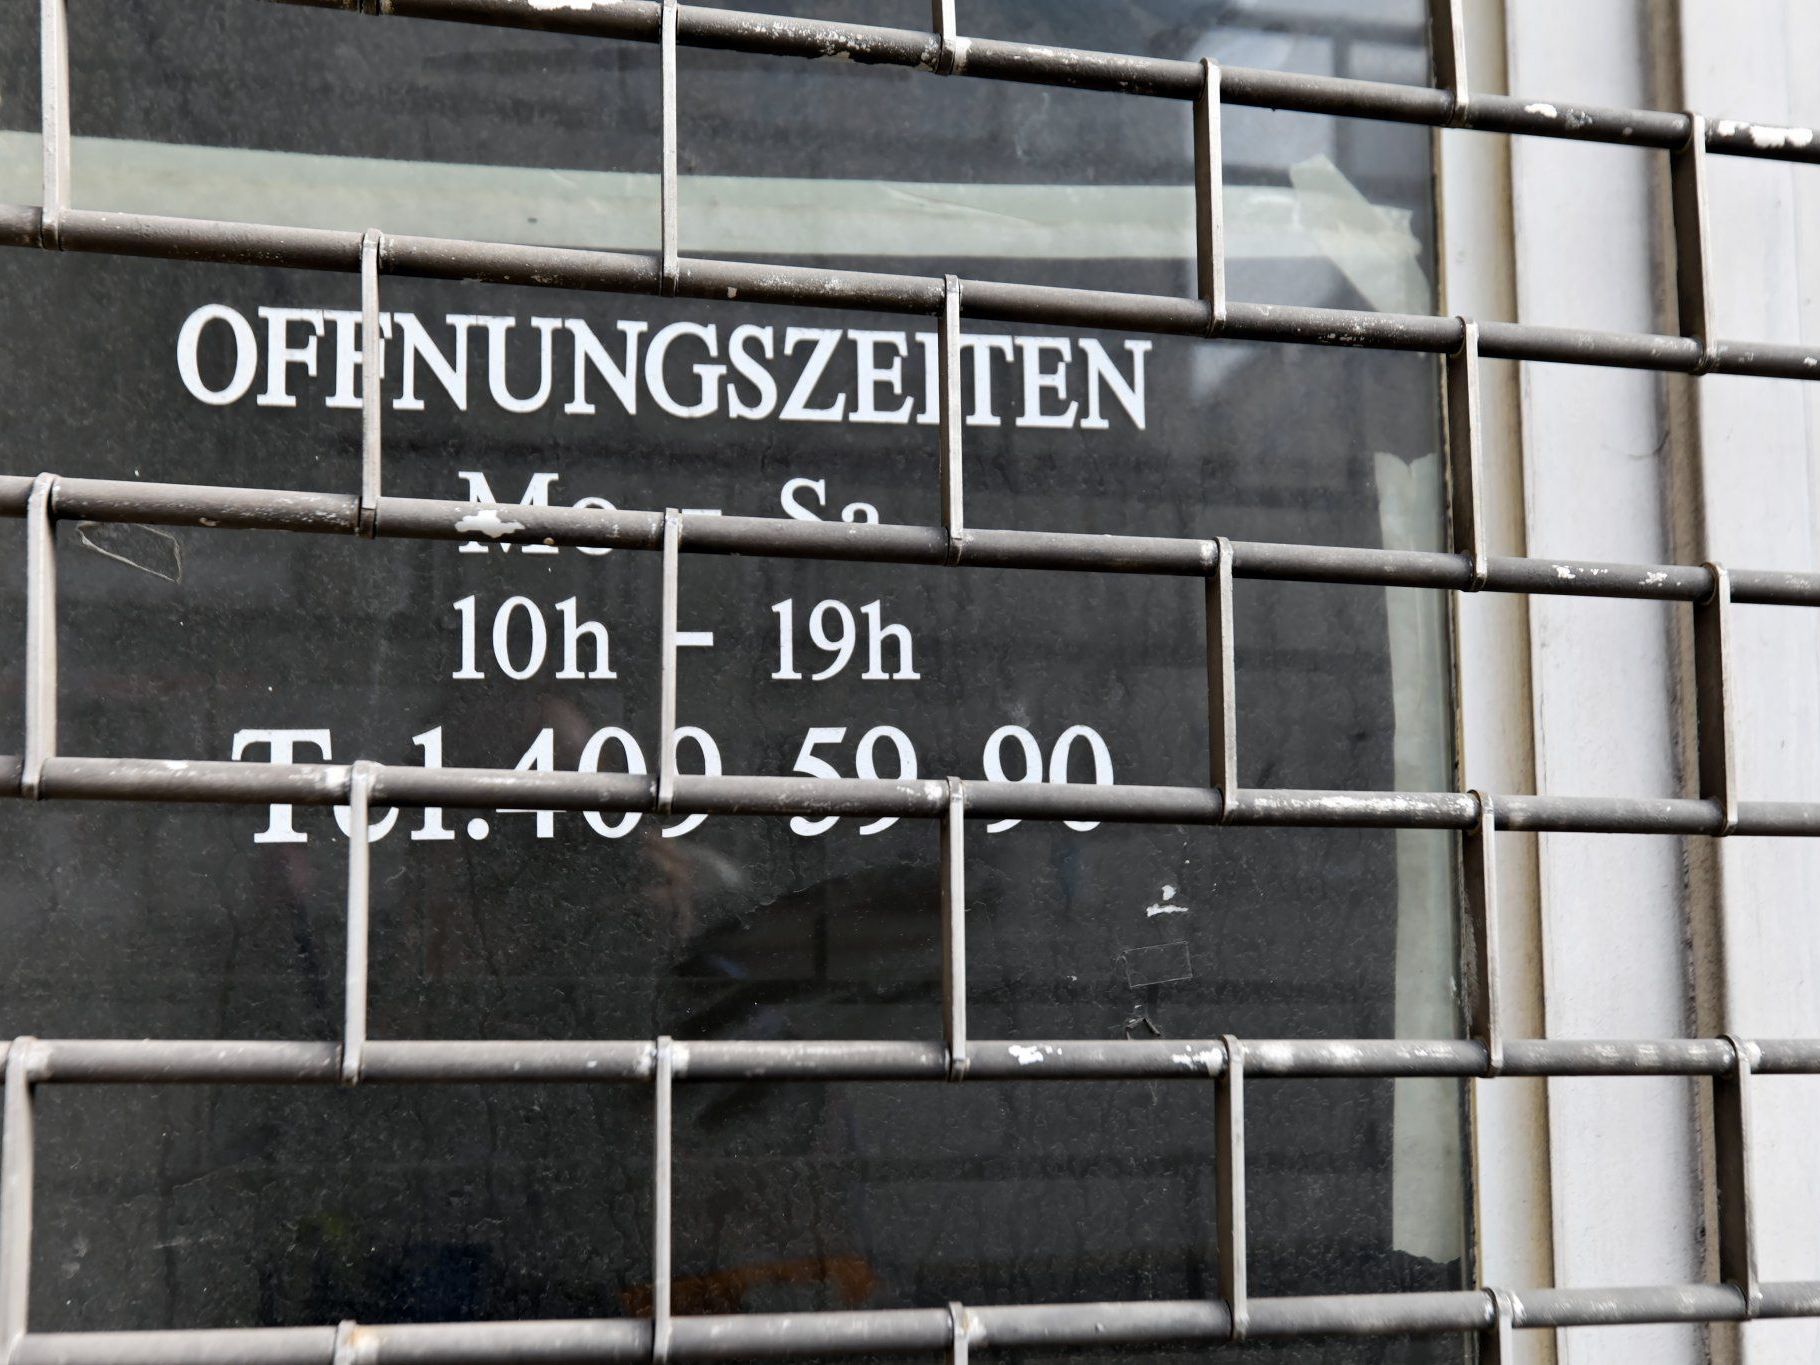 OFFNUNGSZEITEN
Mo - Sa
10h - 19h
Tel.409 59 90